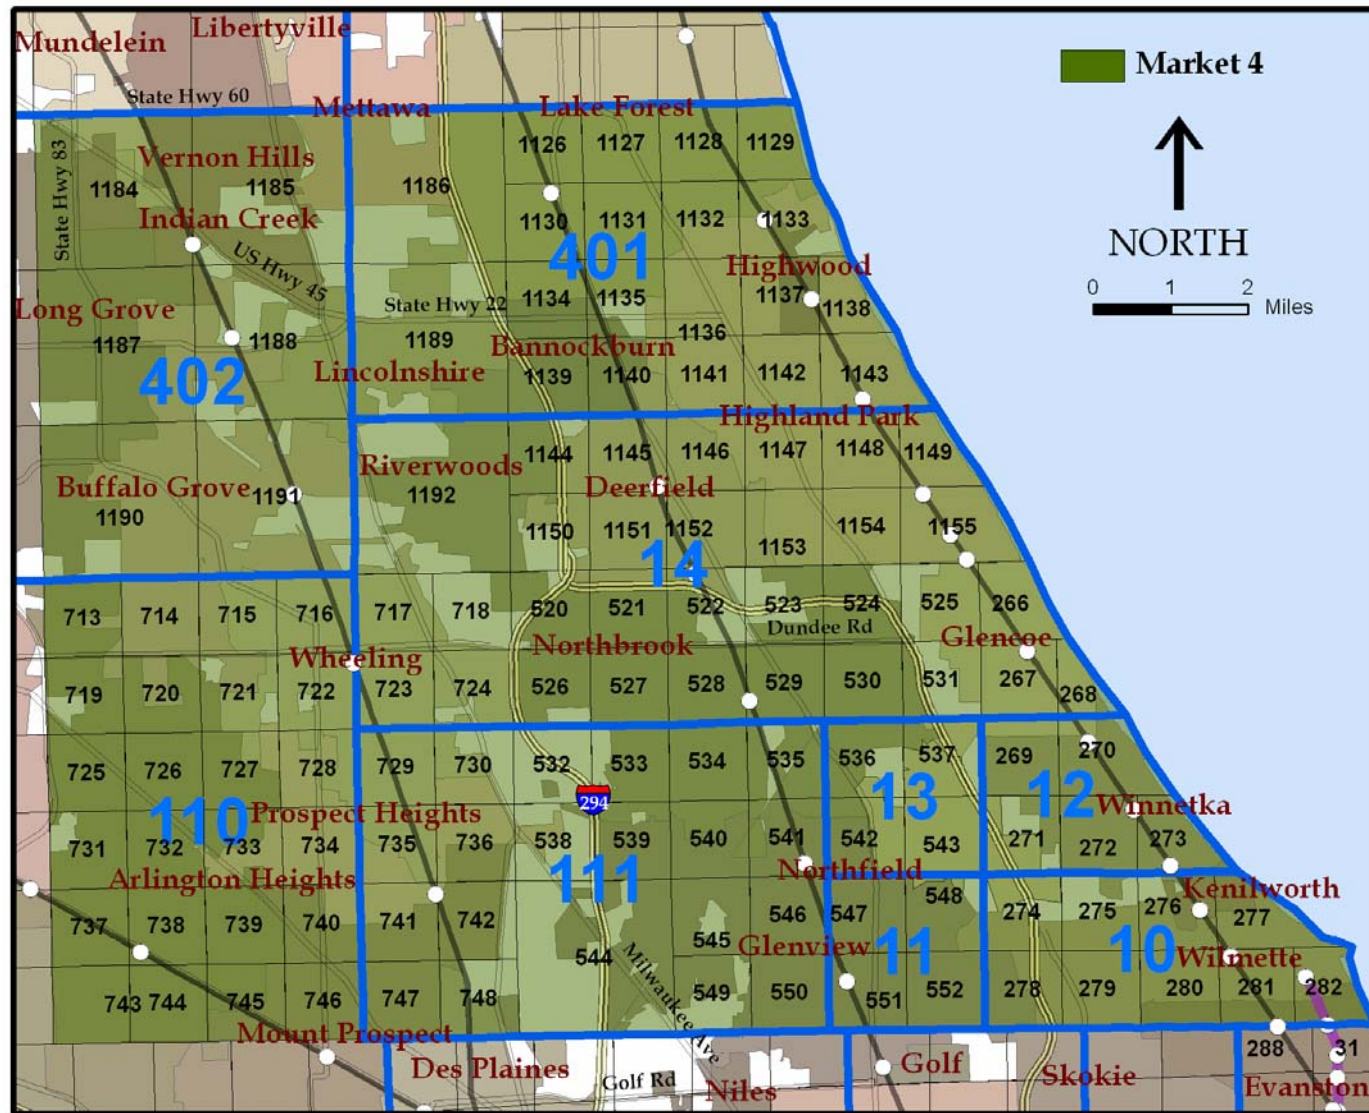 Libertyville
Mundelein
Market 4
State Hwy 60
Mettawa
Lake Forest
1126 1127 1128 1129
State Hwy 83
Vernon Hills
1184 1185 1186
Indian Creek
1130 1131 1132 1133
NORTH
401
US Hwy 45
Highwood
0 1 2
Miles
Long Grove
State Hwy 22
1134 1135 1137 1138
1187 1188 1189 1136
Bannockburn
402
Lincolnshire
1139 1140 1141 1142 1143
Highland Park
1144 1145 1146 1147 1148 1149
Riverwoods
Buffalo Grove
1191 1192
Deerfield
1190
1150 1151 1152 1153 1154 1155
14
713 714 715 716 717 718 520 521 522 523 524 525 266
Dundee Rd
Wheeling
Northbrook
Glencoe
719 720 721 722 723 724 526 527 528 529 530 531 267 268
725 726 727 728 729 730 532 533 534 535 536 537 269 270
294
110
Prospect Heights
13
12
Winnetka
731 732 733 734 735 736 538 539 540 541 542 543 271 272 273
Arlington Heights
111
Northfield
Kenilworth
737 738 739 740 741 742 545 546 547 548 274 275 276 277
Glenview
11
10
Wilmette
544
Milwaukee Ave
743 744 745 746 747 748 549 550 551 552 278 279 280 281 282
Mount Prospect
288 31
Des Plaines
Golf
Skokie
Golf Rd
Niles
Evanston